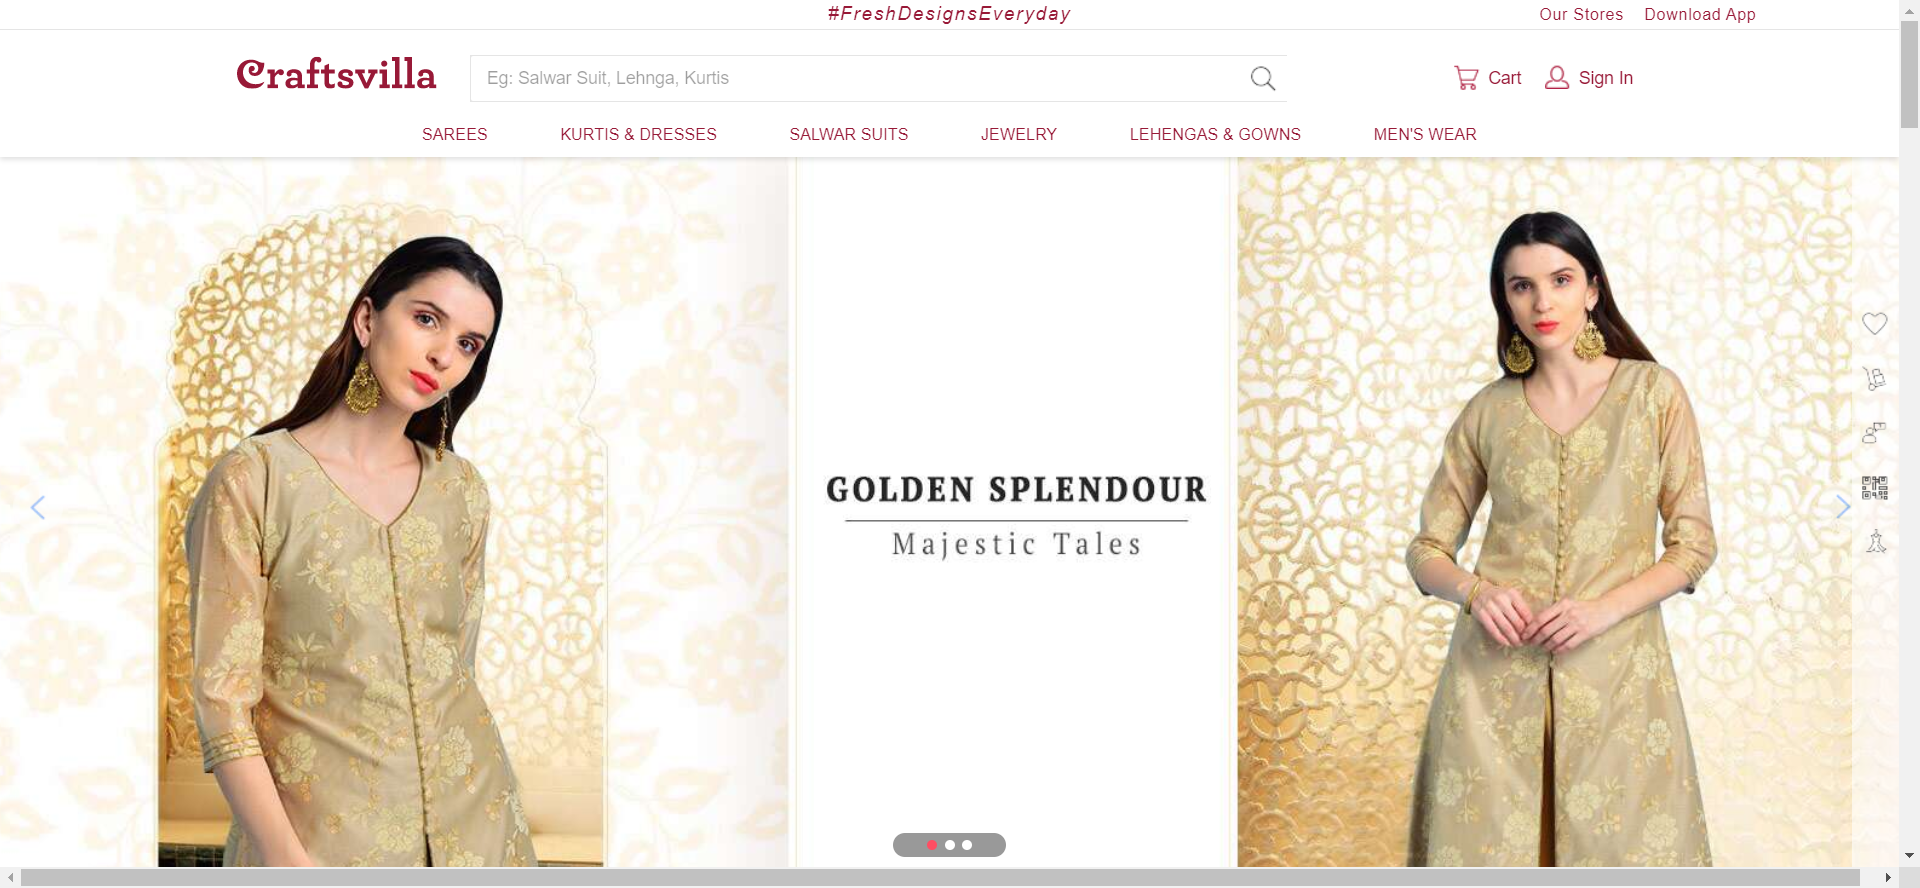 #FreshDesignsEveryday
Our Stores
Download App
Craftsvilla
Eg: Salwar Suit, Lehnga, Kurtis
Cart
Sign In
SAREES
KURTIS & DRESSES
SALWAR SUITS
JEWELRY
LEHENGAS & GOWNS
MEN'S WEAR
GOLDEN SPLENDOUR
Majestic Tales